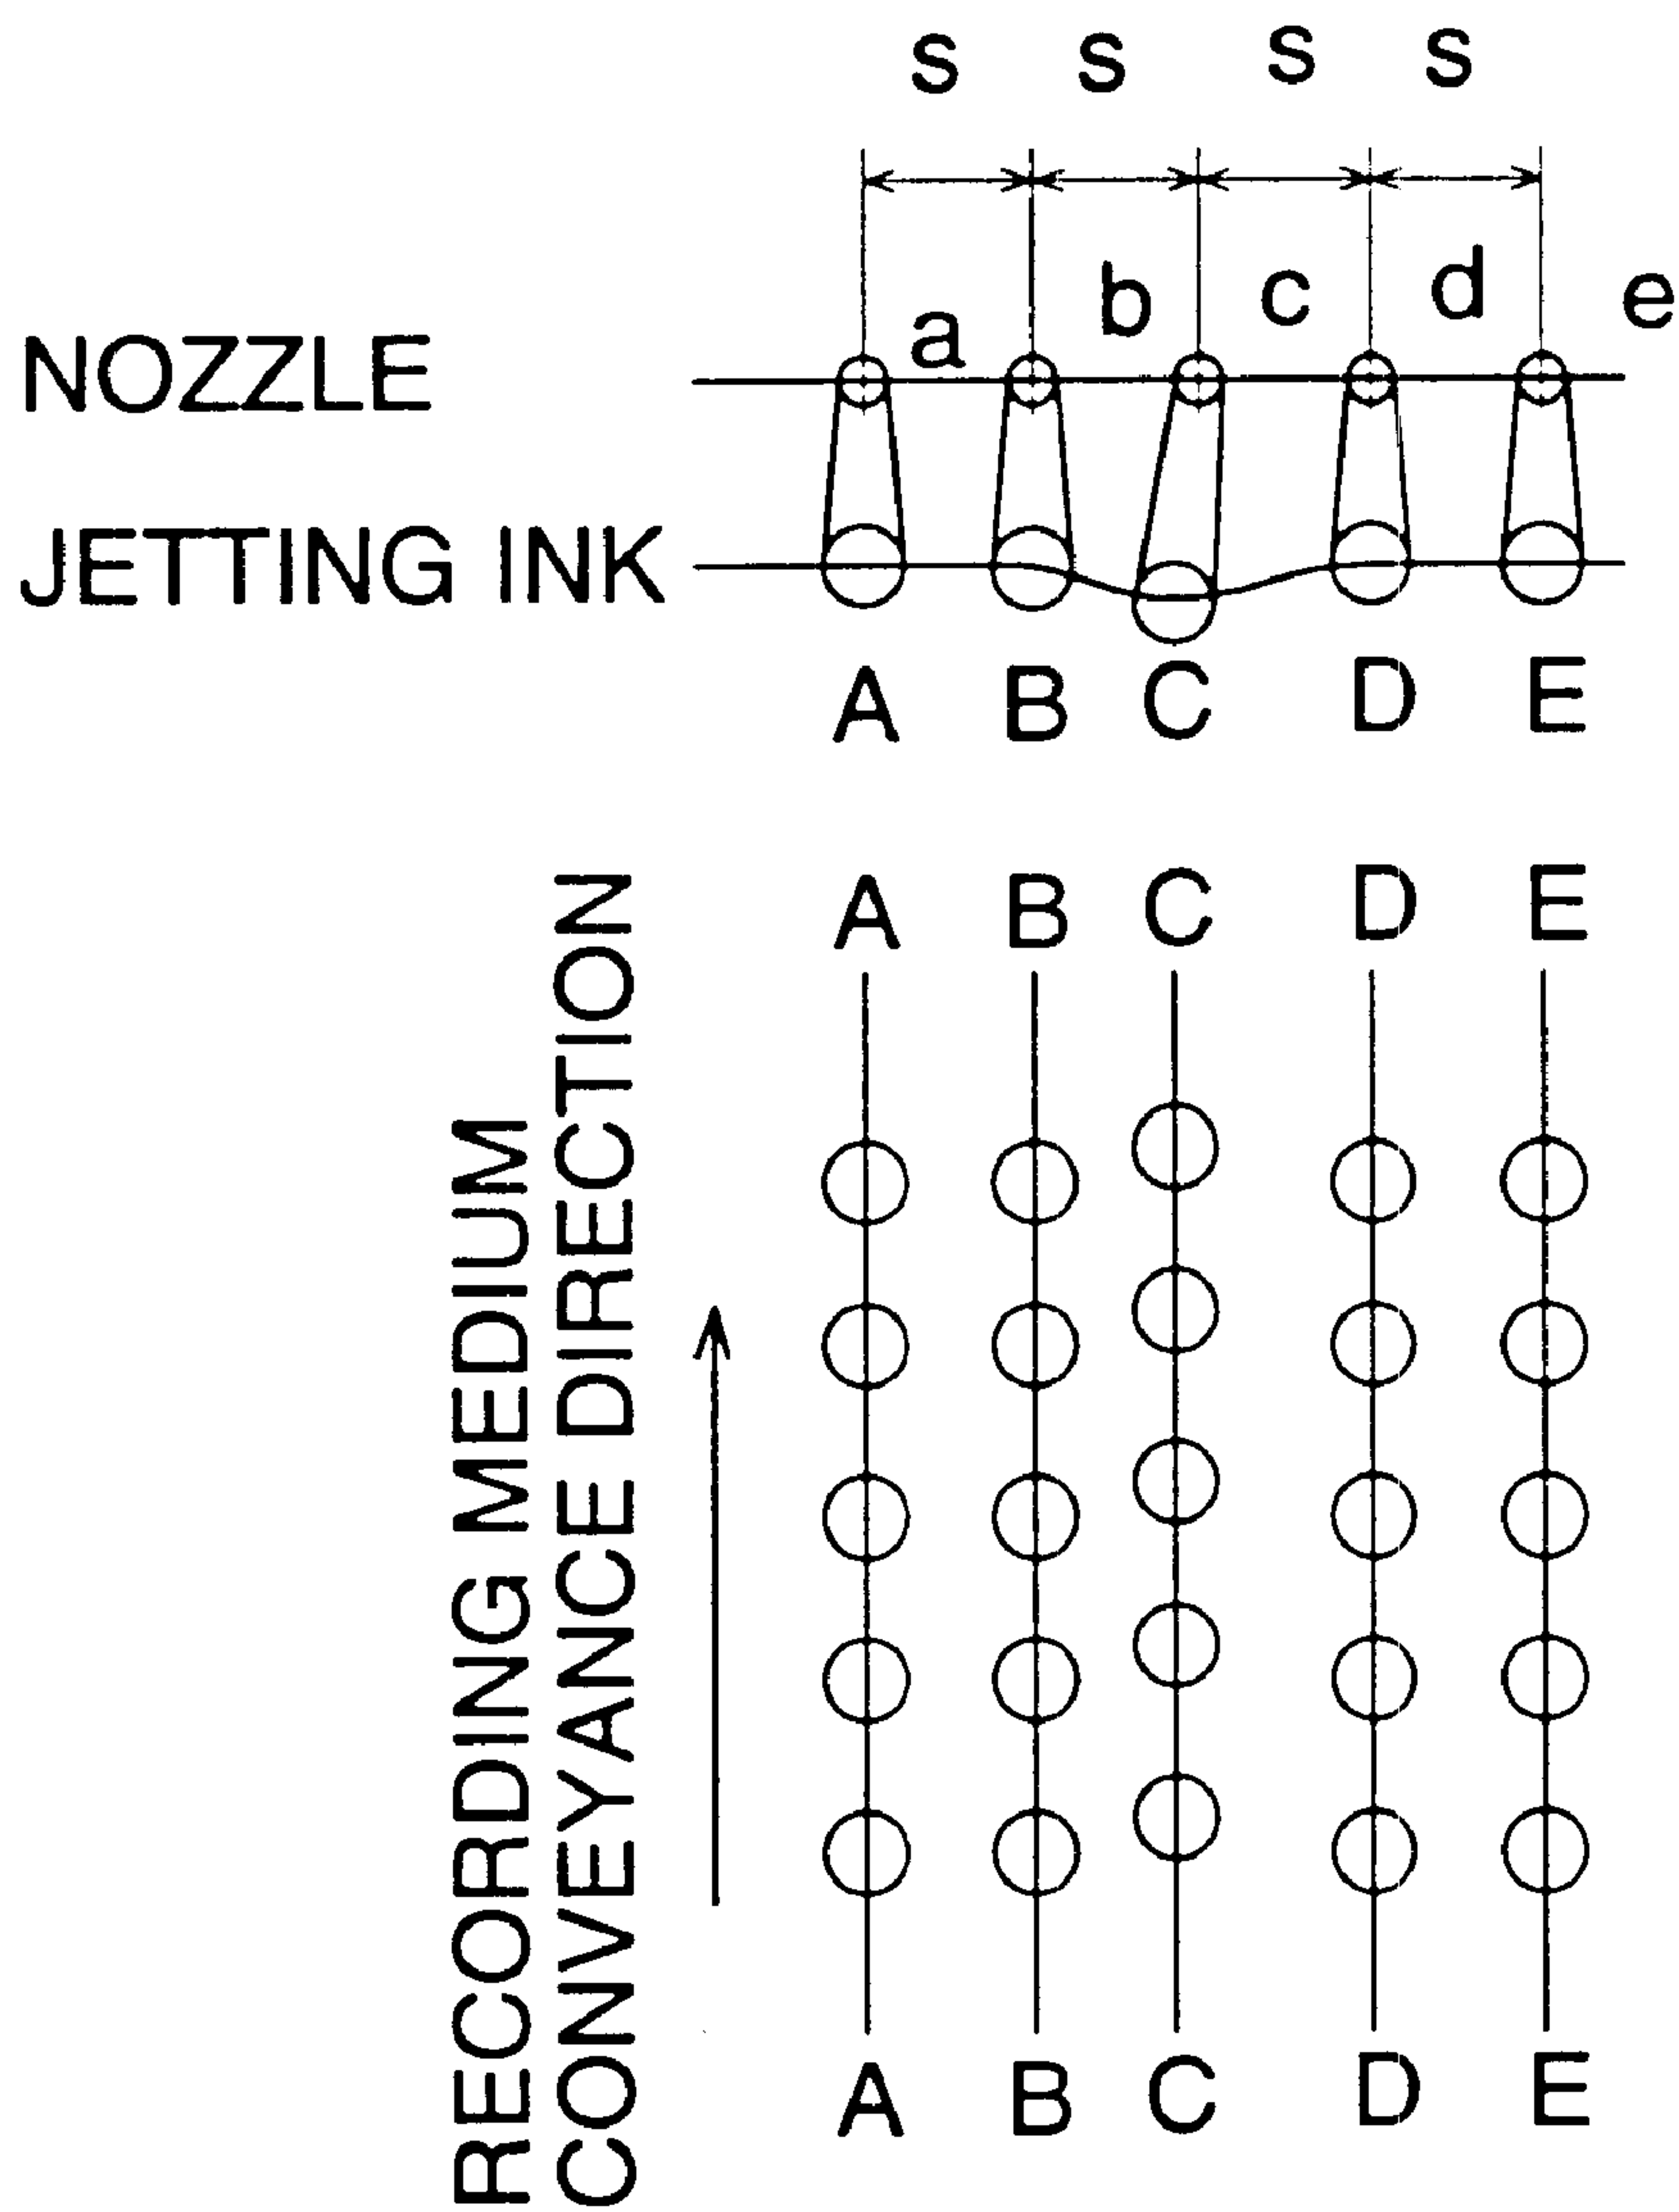 s s s s
a b c d e
NOZZLE
JETTING INK
A B C D E
A B C D E
RECORDING MEDIUM
CONVEYANCE DIRECTION
A B C D E